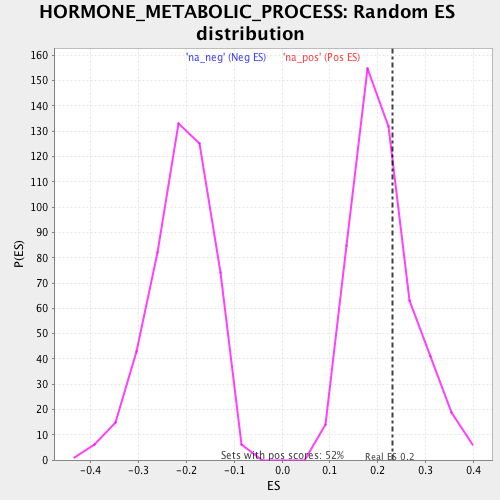 HORMONE_METABOLIC_PROCESS: Random ES
distribution
'na_neg' (Neg ES) 'na_pos' (Pos ES)
160
150
140
130
120
110
100
90
80
70
60
50
40
30
20
10
0
P(ES)
Sets with pos scores: 52%
Real ES 0.2
-0.4 -0.3 -0.2 -0.1 0.0 0.1 0.2 0.3 0.4
ES